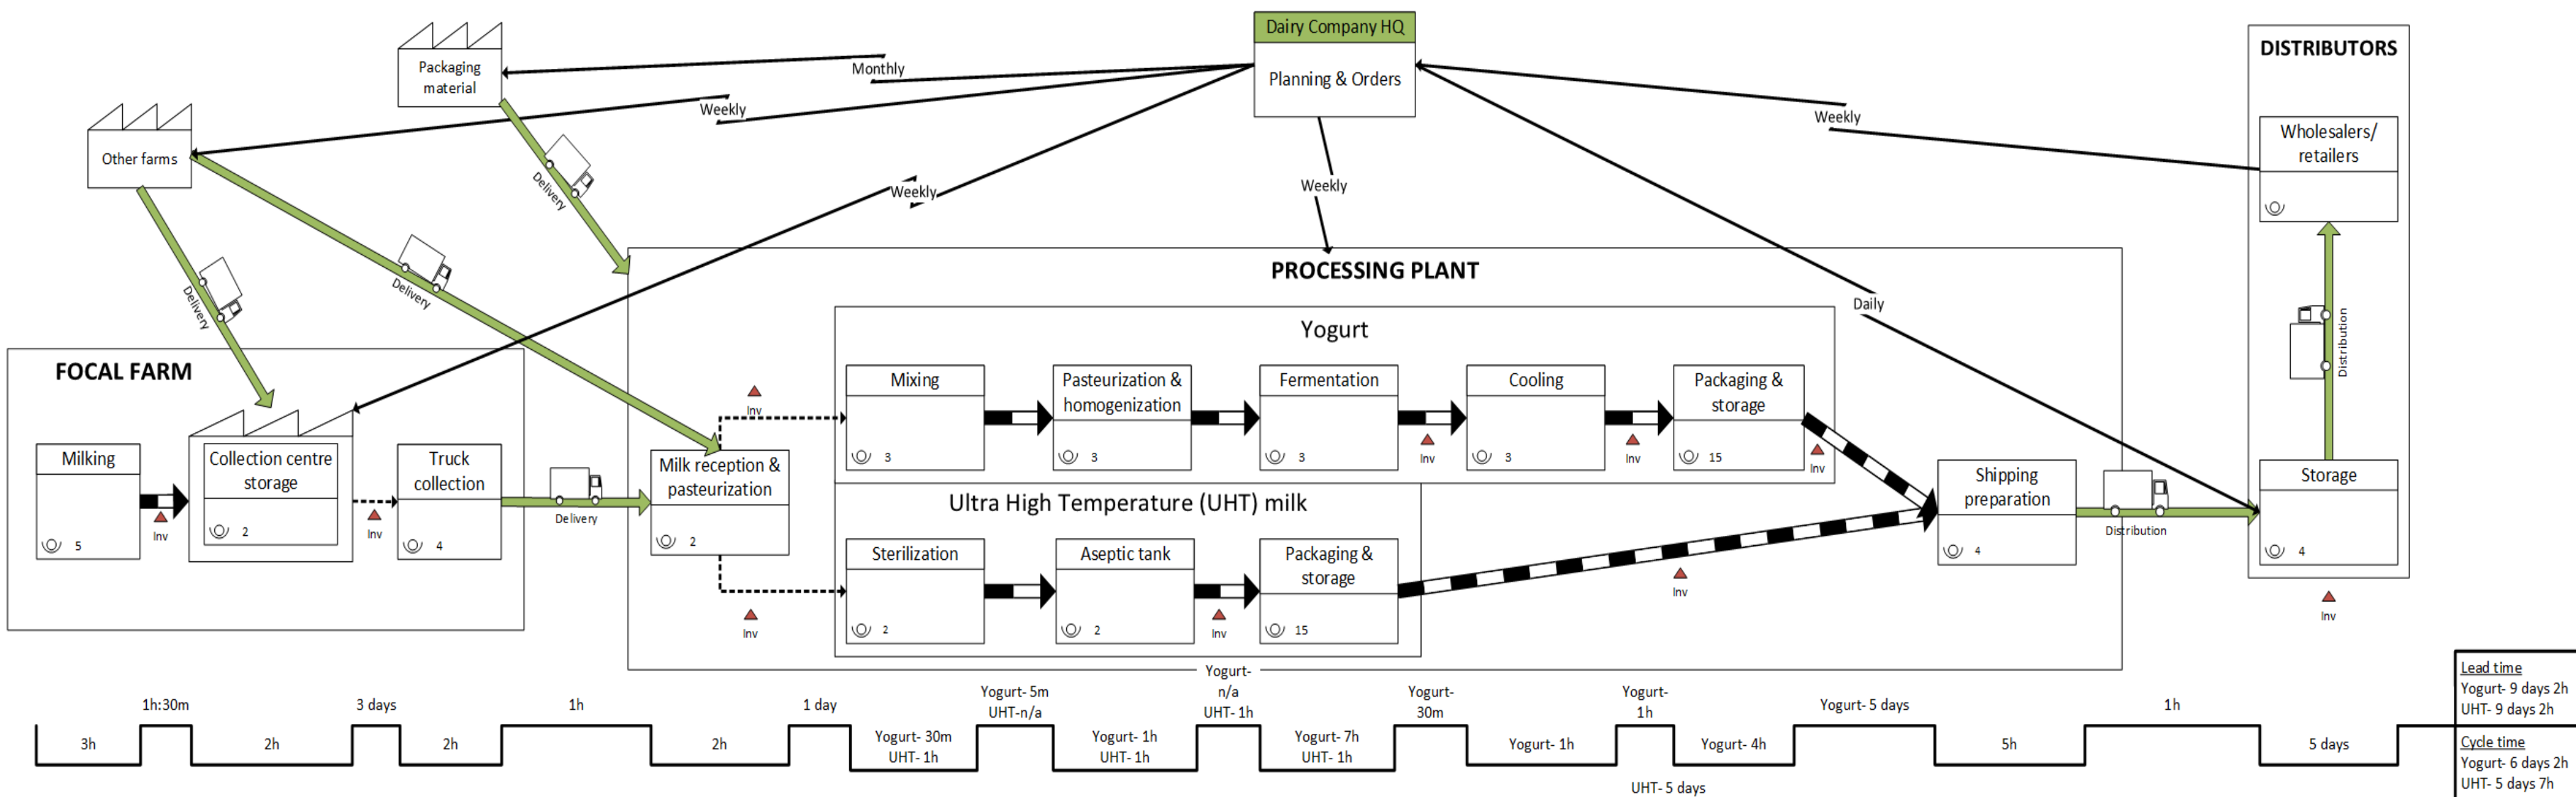 Dairy Company HQ
Planning & Orders
DISTRIBUTORS
Packaging
material
Monthly
Weekly
Weekly
Wholesalers/
retailers
Other farms
Delivery
Weekly
Weekly
Delivery
Delivery
PROCESSING PLANT
Daily
Distribution
Yogurt
FOCAL FARM
Mixing
3
Pasteurization &
homogenization
3
Fermentation
3
Inv
Cooling
3
Inv
Packaging &
storage
15
Inv
Inv
Milking
5
Inv
Collection centre
storage
2
Inv
Truck
collection
4
Delivery
Milk reception &
pasteurization
2
Inv
Ultra High Temperature (UHT) milk
Sterilization
2
Aseptic tank
2
Inv
Packaging &
storage
15
Inv
Shipping
preparation
4
Distribution
Storage
4
Inv
1h:30m
3 days
1h
1 day
Yogurt- 5m
UHT-n/a
Yogurt-
n/a
UHT- 1h
Yogurt-
30m
Yogurt-
1h
Yogurt- 5 days
1h
3h
2h
2h
2h
Yogurt- 30m
UHT- 1h
Yogurt- 1h
UHT- 1h
Yogurt- 7h
UHT- 1h
Yogurt- 1h
Yogurt- 4h
5h
5 days
UHT- 5 days
Lead time
Yogurt- 9 days 2h
UHT- 9 days 2h
Cycle time
Yogurt- 6 days 2h
UHT- 5 days 7h